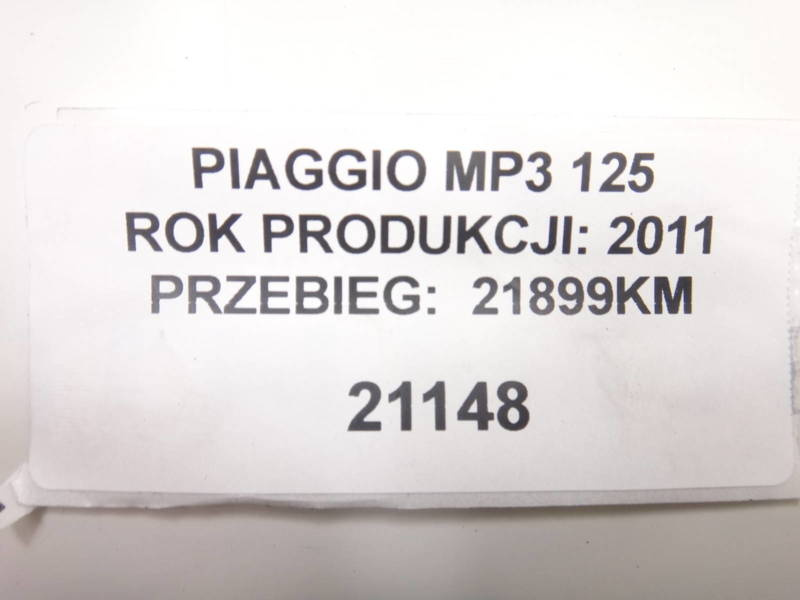 PIAGGIO MP3 125
ROK PRODUKCJI: 2011
PRZEBIEG: 21899KM
21148